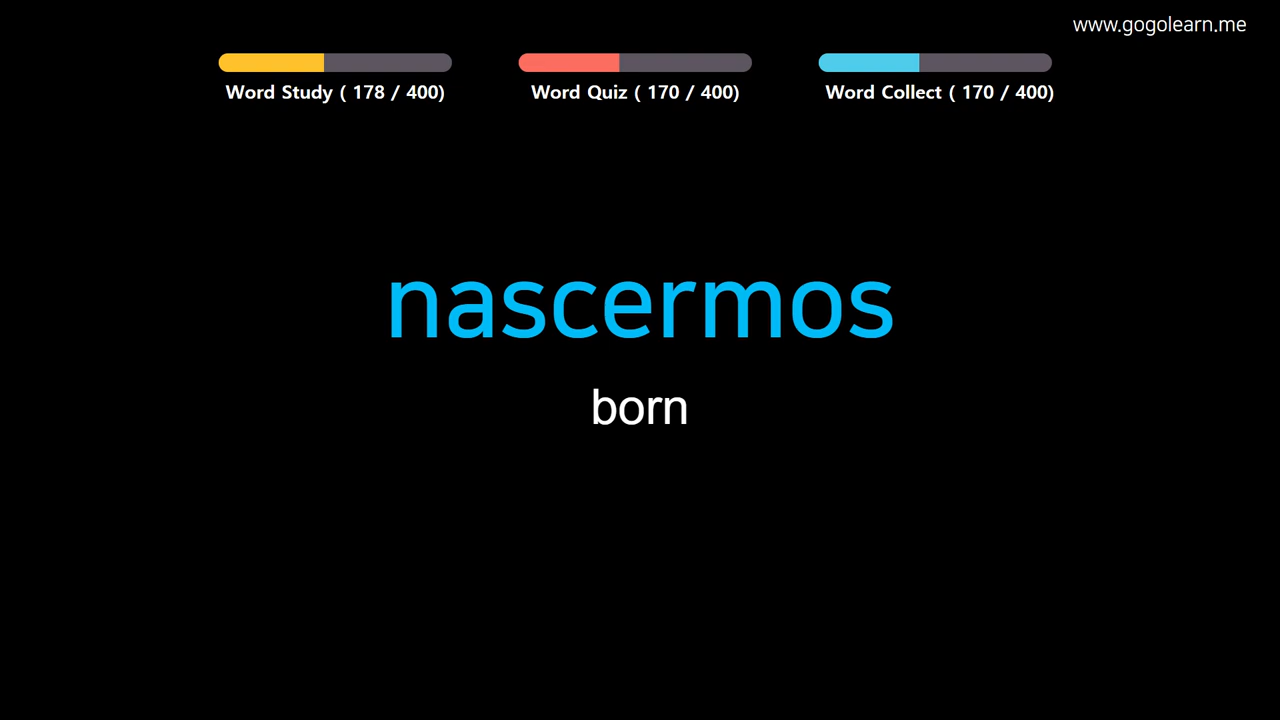 www.gogolearn.me
Word Study ( 178 / 400)
Word Quiz ( 170 / 400)
Word Collect ( 170 / 400)
nascermos
born